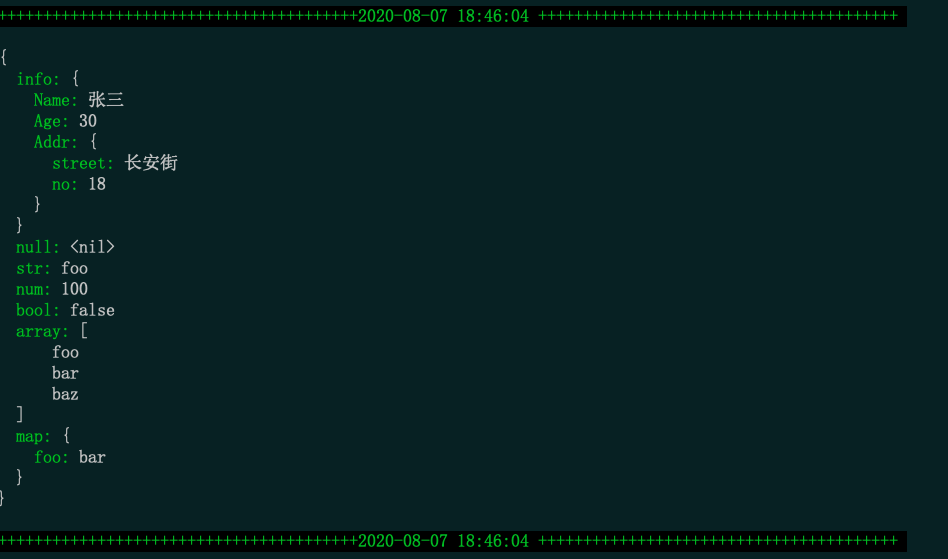 ++++++++++++++++++++++++++++++++++++++++2020-08-07 18:46:04 ++++++++++++++++++++++++++++++++++++++++
{
  info: {
    Name: 张三
    Age: 30
    Addr: {
      street: 长安街
      no: 18
    }
  }
  null: <nil>
  str: foo
  num: 100
  bool: false
  array: [
      foo
      bar
      baz
  ]
  map: {
    foo: bar
  }
}
++++++++++++++++++++++++++++++++++++++++2020-08-07 18:46:04 ++++++++++++++++++++++++++++++++++++++++